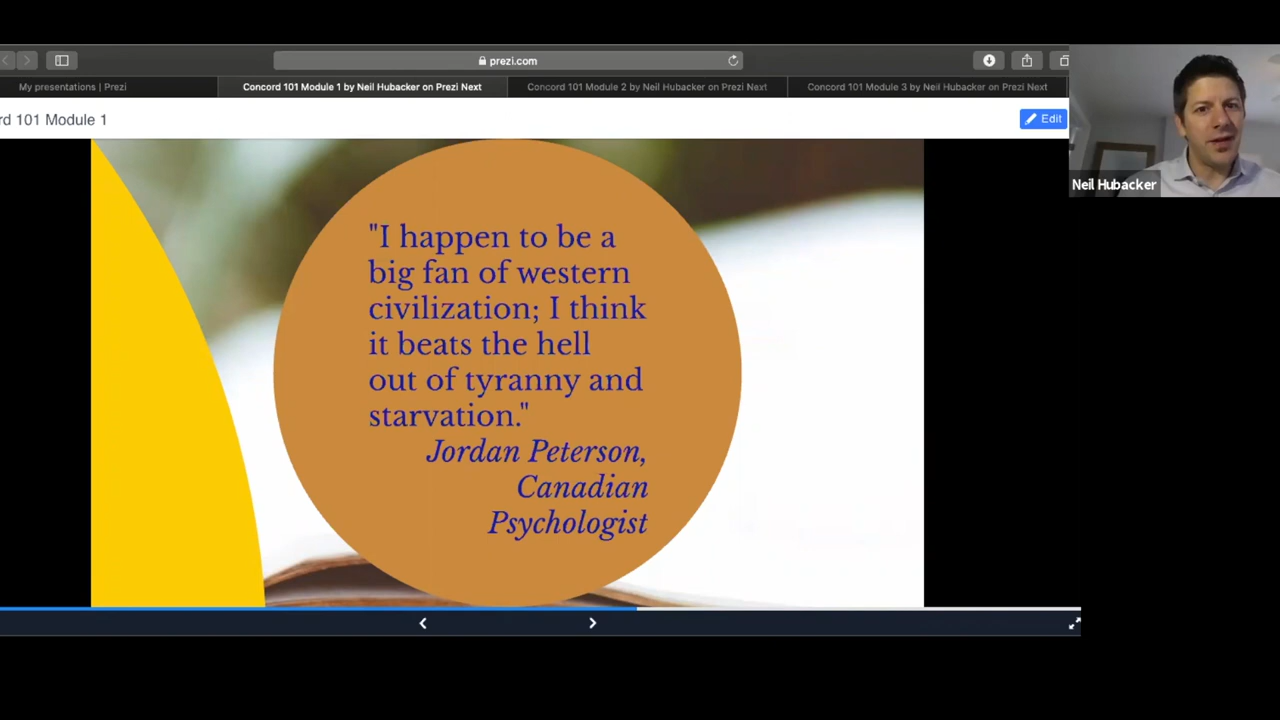 prezi.com
My presentations | Prezi
Concord 101 Module 1 by Neil Hubacker on Prezi Next
Concord 101 Module 2 by Neil Hubacker on Prezi Next
Concord 101 Module 3 by Neil Hubacker on Prezi Next
rd 101 Module 1
Edit
Neil Hubacker
"I happen to be a
big fan of western
civilization; I think
it beats the hell
out of tyranny and
starvation."
Jordan Peterson,
Canadian
Psychologist